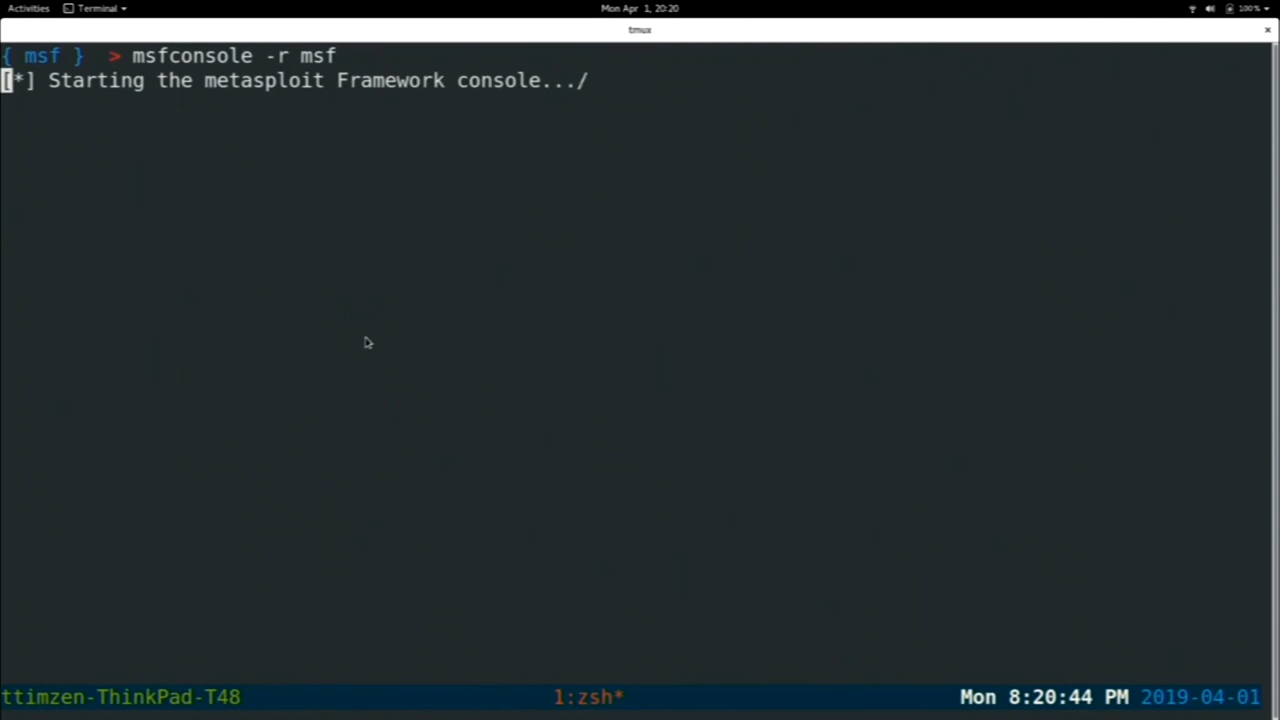 Activities Terminal Mon Apr 1, 20:20 100%
tmux ×
{ msf } > msfconsole -r msf
[*] Starting the metasploit Framework console.../
ttimzen-ThinkPad-T48 1:zsh* Mon 8:20:44 PM 2019-04-01